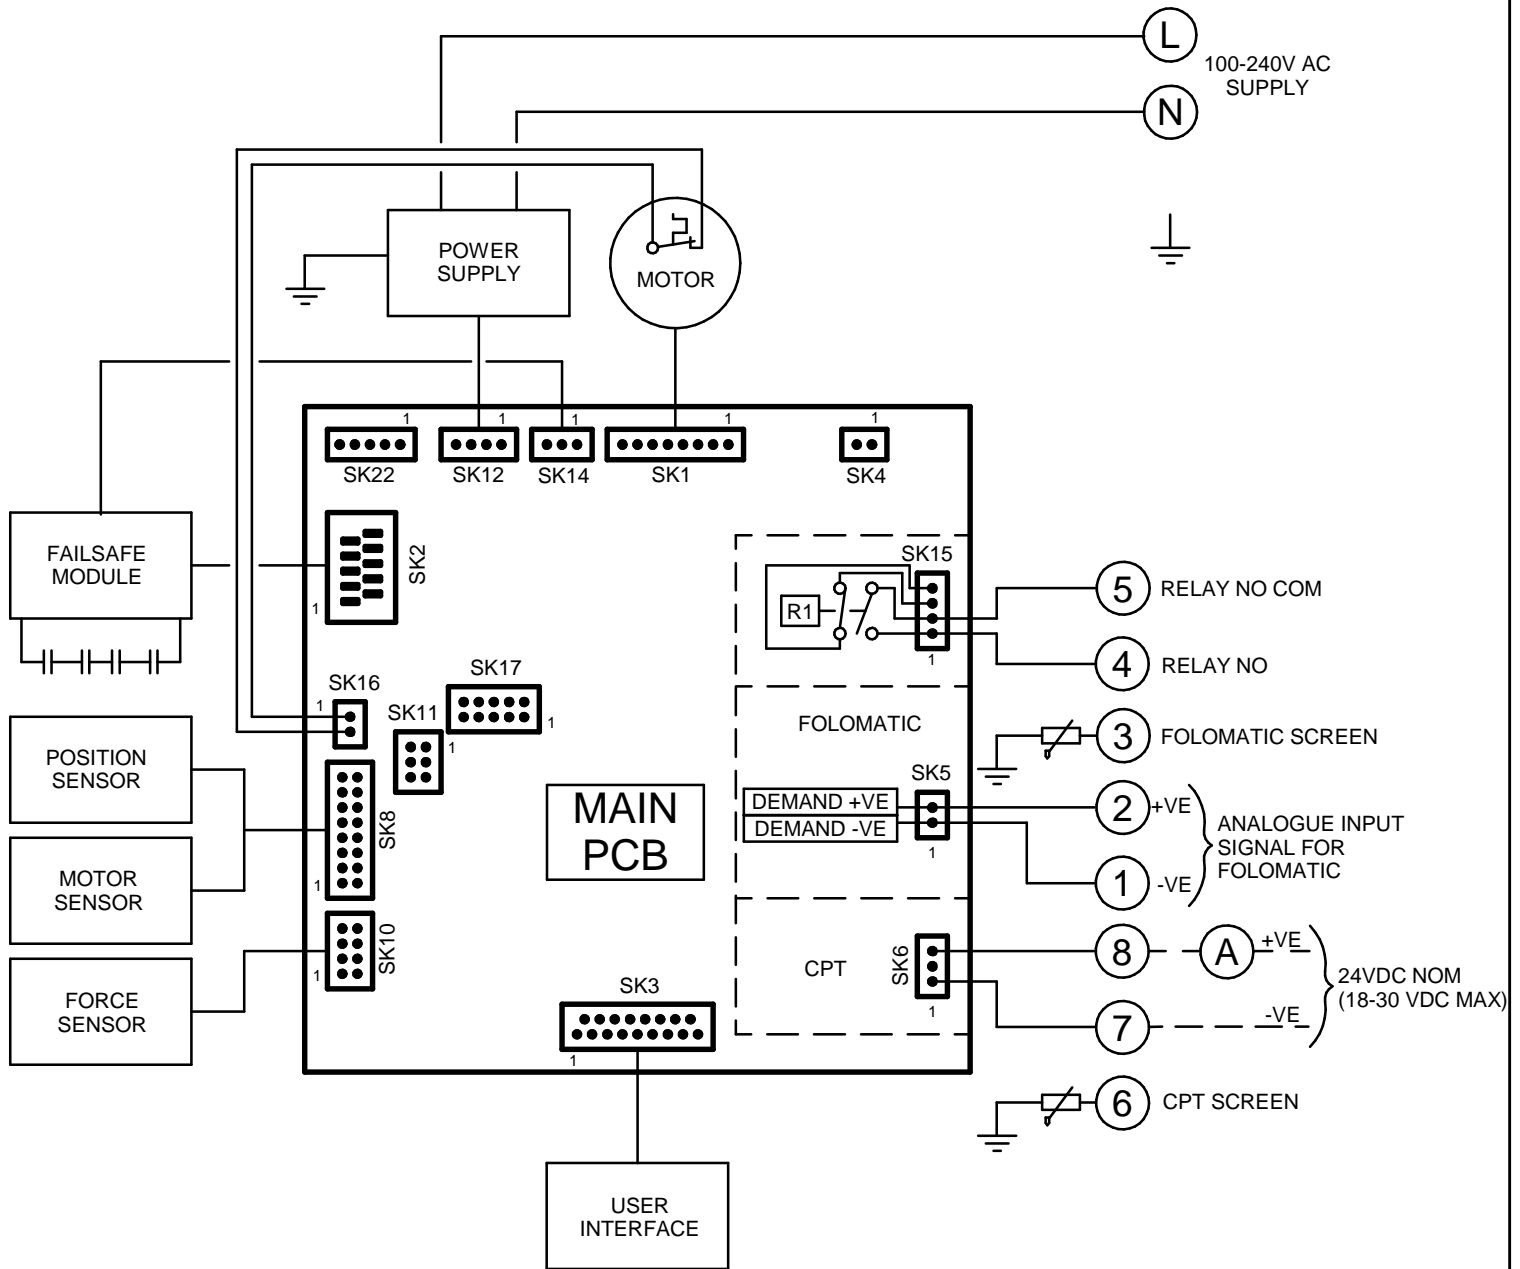 L
100-240V AC
SUPPLY
N
POWER
SUPPLY
MOTOR
1
1
1
1
1
SK22
SK12
SK14
SK1
SK4
FAILSAFE
MODULE
SK2
1
SK15
R1
1
5
RELAY NO COM
4
RELAY NO
SK16
1
SK17
1
SK11
1
FOLOMATIC
3
FOLOMATIC SCREEN
POSITION
SENSOR
SK8
1
MAIN
PCB
SK5
DEMAND +VE
DEMAND -VE
1
2
+VE
1
-VE
ANALOGUE INPUT
SIGNAL FOR
FOLOMATIC
MOTOR
SENSOR
SK10
1
CPT
SK6
1
8
A
+VE
7
-VE
24VDC NOM
(18-30 VDC MAX)
FORCE
SENSOR
SK3
1
6
CPT SCREEN
USER
INTERFACE